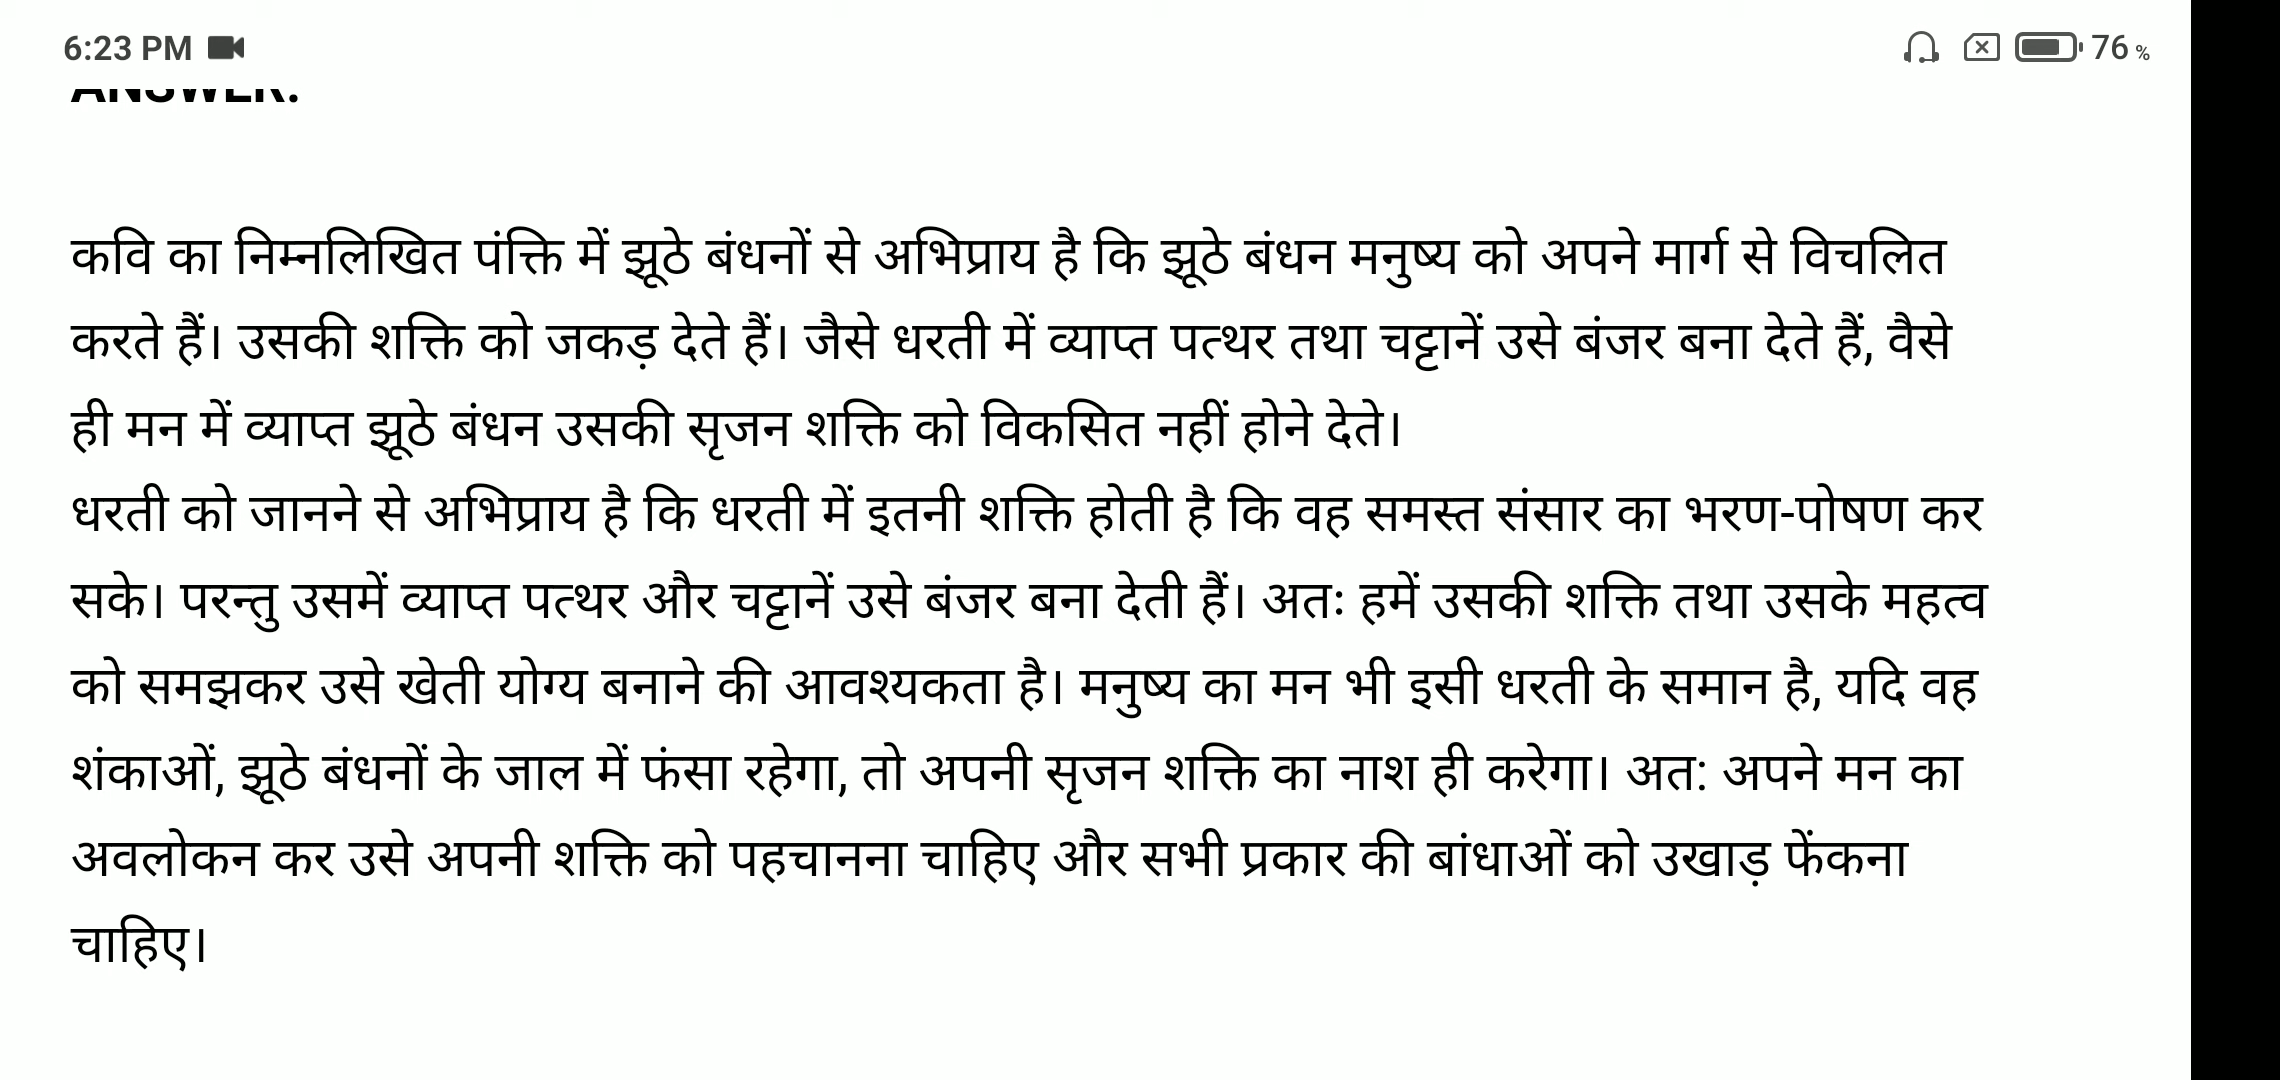 6:23 PM 76 %
ANSWER:
कवि का निम्नलिखित पंक्ति में झूठे बंधनों से अभिप्राय है कि झूठे बंधन मनुष्य को अपने मार्ग से विचलित
करते हैं। उसकी शक्ति को जकड़ देते हैं। जैसे धरती में व्याप्त पत्थर तथा चट्टानें उसे बंजर बना देते हैं, वैसे
ही मन में व्याप्त झूठे बंधन उसकी सृजन शक्ति को विकसित नहीं होने देते।
धरती को जानने से अभिप्राय है कि धरती में इतनी शक्ति होती है कि वह समस्त संसार का भरण-पोषण कर
सके। परन्तु उसमें व्याप्त पत्थर और चट्टानें उसे बंजर बना देती हैं। अतः हमें उसकी शक्ति तथा उसके महत्व
को समझकर उसे खेती योग्य बनाने की आवश्यकता है। मनुष्य का मन भी इसी धरती के समान है, यदि वह
शंकाओं, झूठे बंधनों के जाल में फंसा रहेगा, तो अपनी सृजन शक्ति का नाश ही करेगा। अत: अपने मन का
अवलोकन कर उसे अपनी शक्ति को पहचानना चाहिए और सभी प्रकार की बांधाओं को उखाड़ फेंकना
चाहिए।